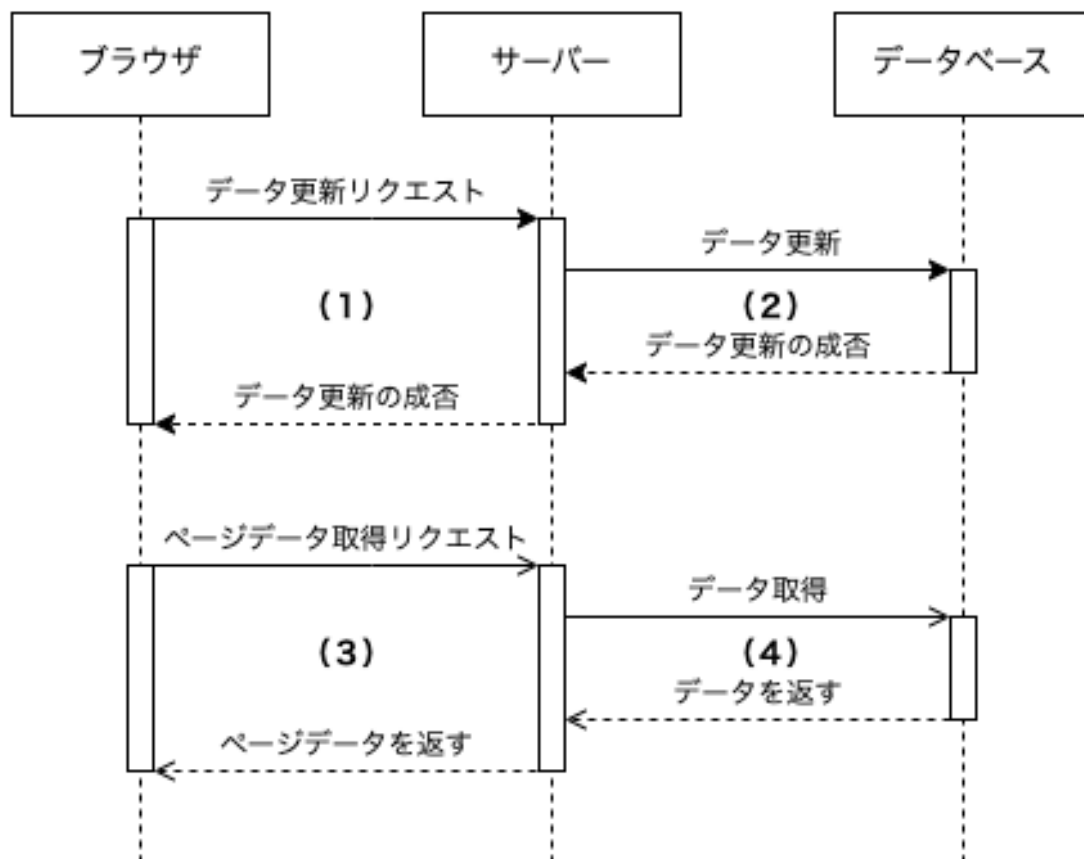 ブラウザ
サーバー
データベース
データ更新リクエスト
データ更新
(1)
(2)
データ更新の成否
データ更新の成否
ページデータ取得リクエスト
データ取得
(3)
(4)
データを返す
ページデータを返す